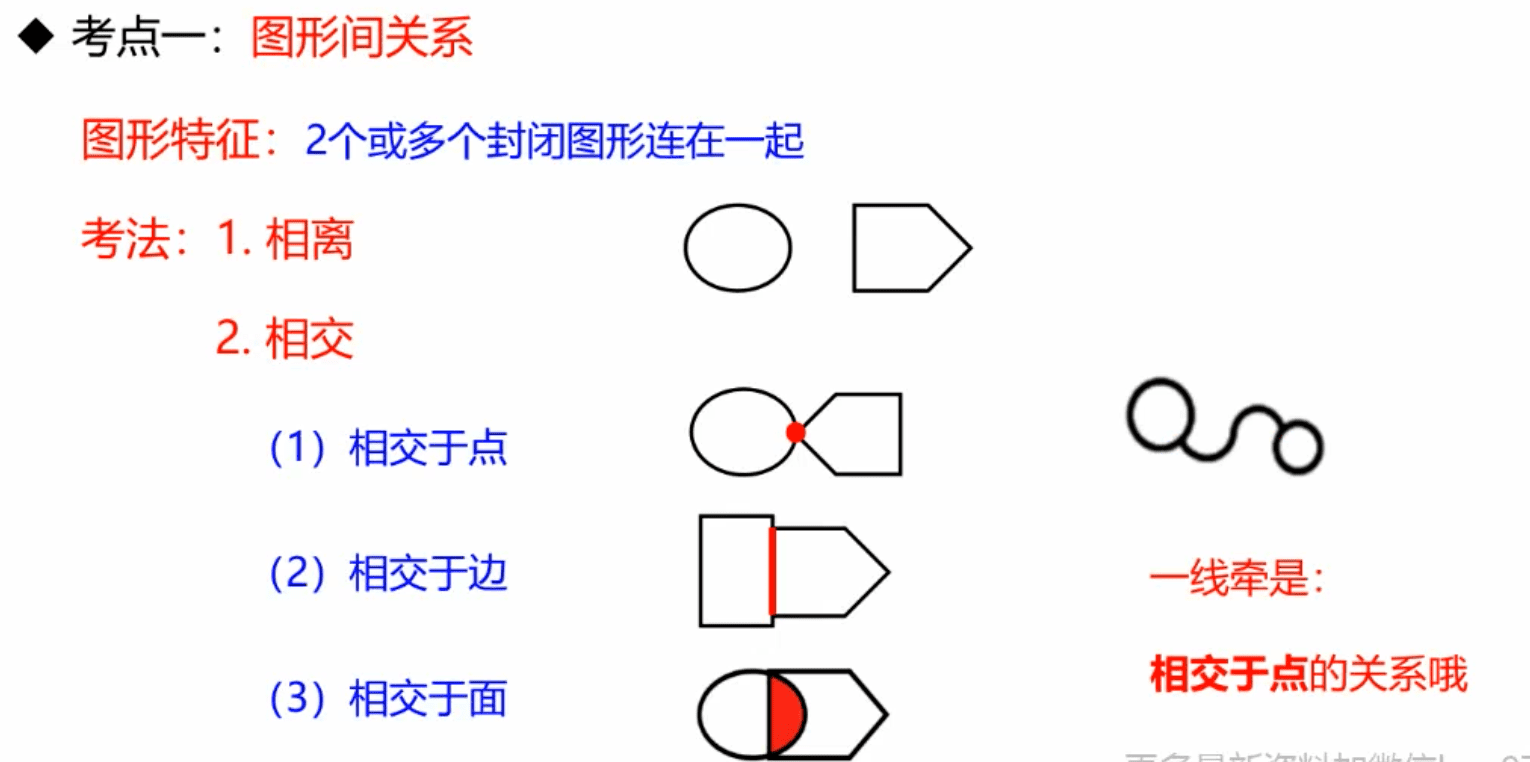 ◆ 考点一：图形间关系
图形特征：2个或多个封闭图形连在一起
考法：1. 相离
2. 相交
（1）相交于点
（2）相交于边
一线牵是：
（3）相交于面
相交于点的关系哦